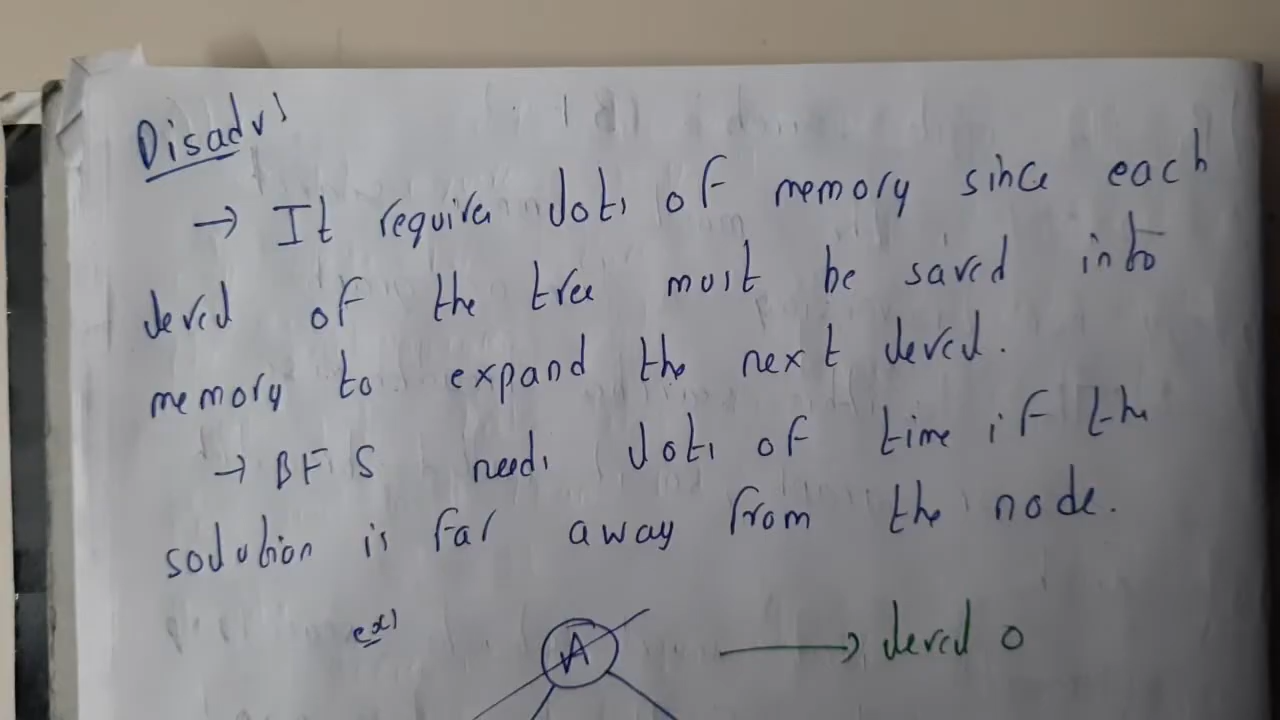 Disadv:
→ It require lots of memory since each
level of the tree must be saved into
memory to expand the next level.
→ BFS needs lots of time if the
solution is far away from the node.
ex:
A → level 0